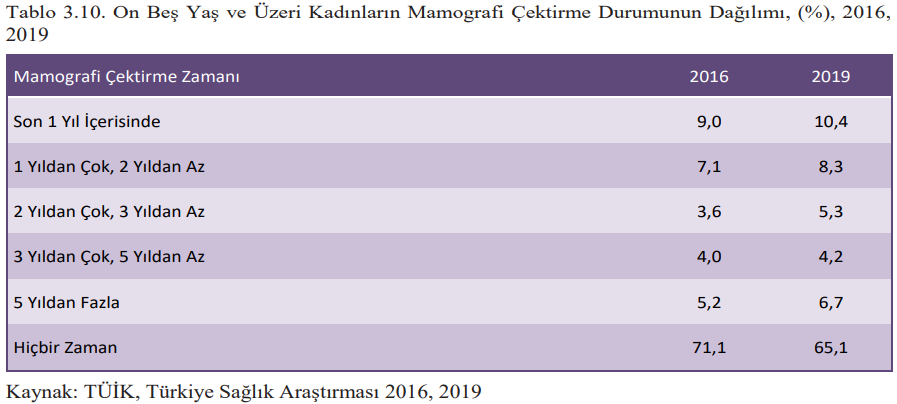 Tablo 3.10. On Beş Yaş ve Üzeri Kadınların Mamografi Çektirme Durumunun Dağılımı, (%), 2016,
2019
Mamografi Çektirme Zamanı 2016 2019
Son 1 Yıl İçerisinde 9,0 10,4
1 Yıldan Çok, 2 Yıldan Az 7,1 8,3
2 Yıldan Çok, 3 Yıldan Az 3,6 5,3
3 Yıldan Çok, 5 Yıldan Az 4,0 4,2
5 Yıldan Fazla 5,2 6,7
Hiçbir Zaman 71,1 65,1
Kaynak: TÜİK, Türkiye Sağlık Araştırması 2016, 2019